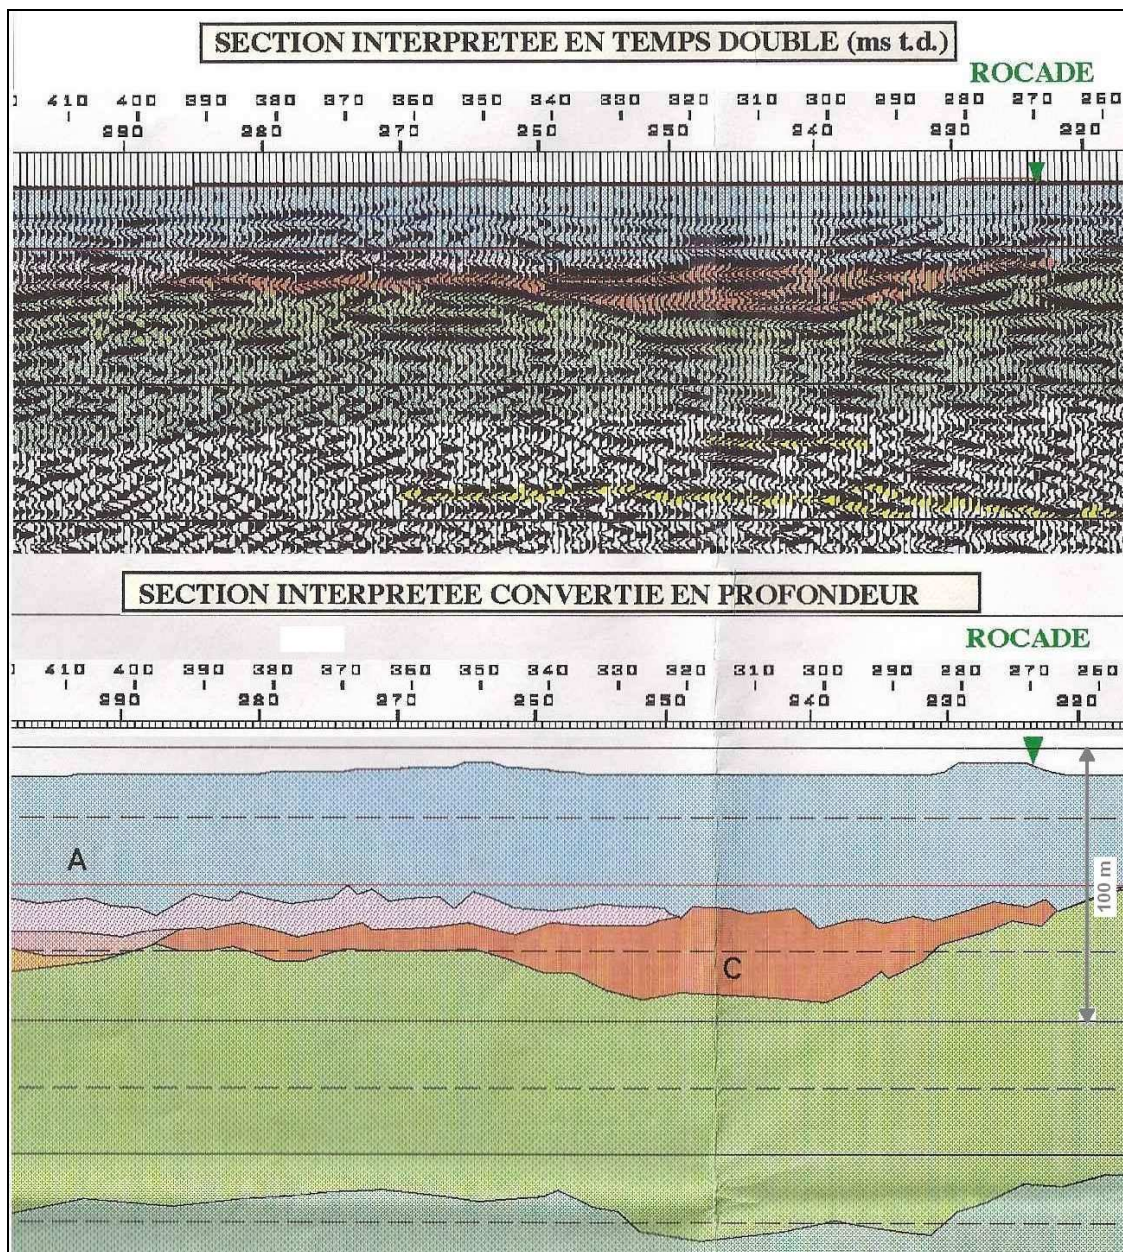 SECTION INTERPRETEE EN TEMPS DOUBLE (ms t.d.)
ROCADE
410 400 390 380 370 360 350 340 330 320 310 300 290 280 270 260
290 280 270 260 250 240 230 220
SECTION INTERPRETEE CONVERTIE EN PROFONDEUR
ROCADE
410 400 390 380 370 360 350 340 330 320 310 300 290 280 270 260
290 280 270 260 250 240 230 220
A
100 m
C